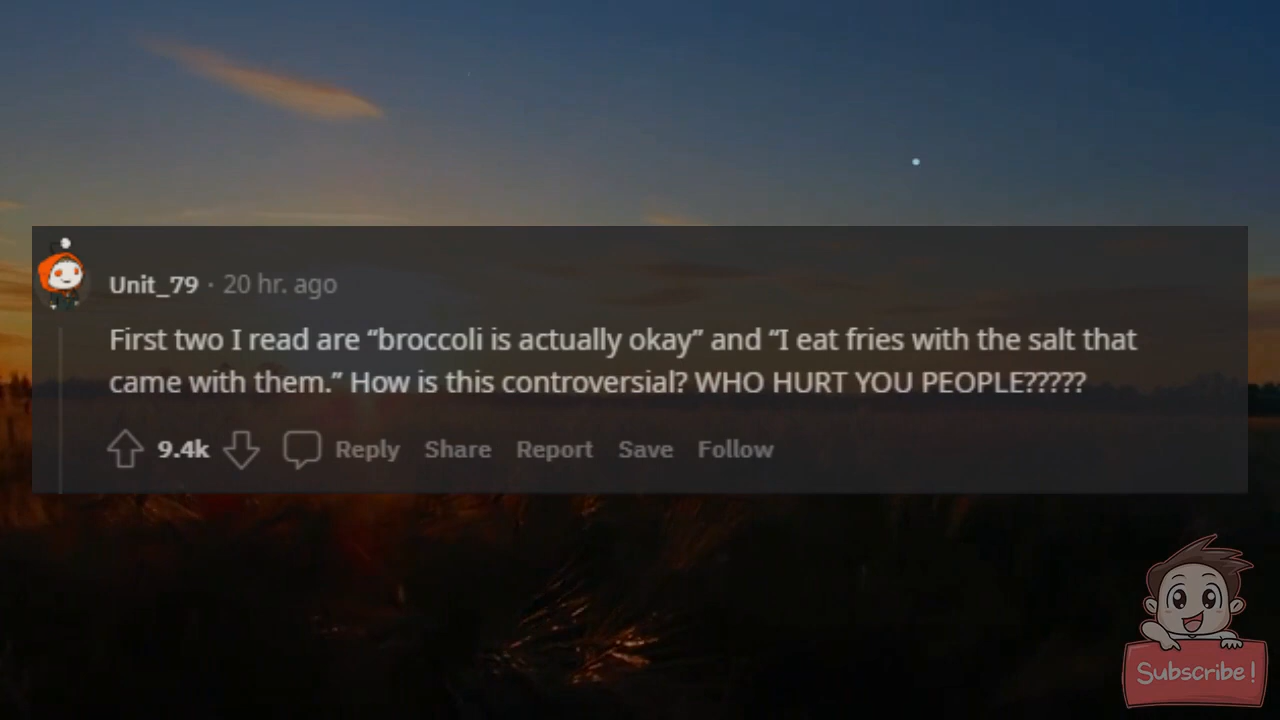 Unit_79 · 20 hr. ago
First two I read are “broccoli is actually okay” and “I eat fries with the salt that
came with them.” How is this controversial? WHO HURT YOU PEOPLE?????
9.4k Reply Share Report Save Follow
Subscribe!